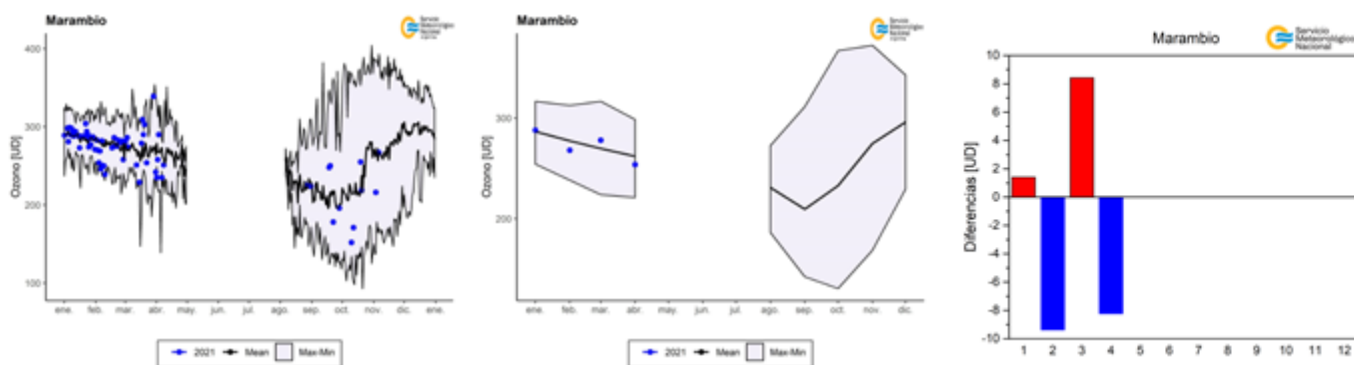 Marambio
Servicio
Meteorológico
Nacional
Ozono [UD]
400
300
200
100
ene. feb. mar. abr. may. jun. jul. ago. sep. oct. nov. dic. ene.
2021 Mean Max-Min
Marambio
Servicio
Meteorológico
Nacional
Ozono [UD]
300
200
ene. feb. mar. abr. may. jun. jul. ago. sep. oct. nov. dic.
2021 Mean Max-Min
Marambio
Servicio
Meteorológico
Nacional
Diferencias [UD]
10
8
6
4
2
0
-2
-4
-6
-8
-10
1 2 3 4 5 6 7 8 9 10 11 12